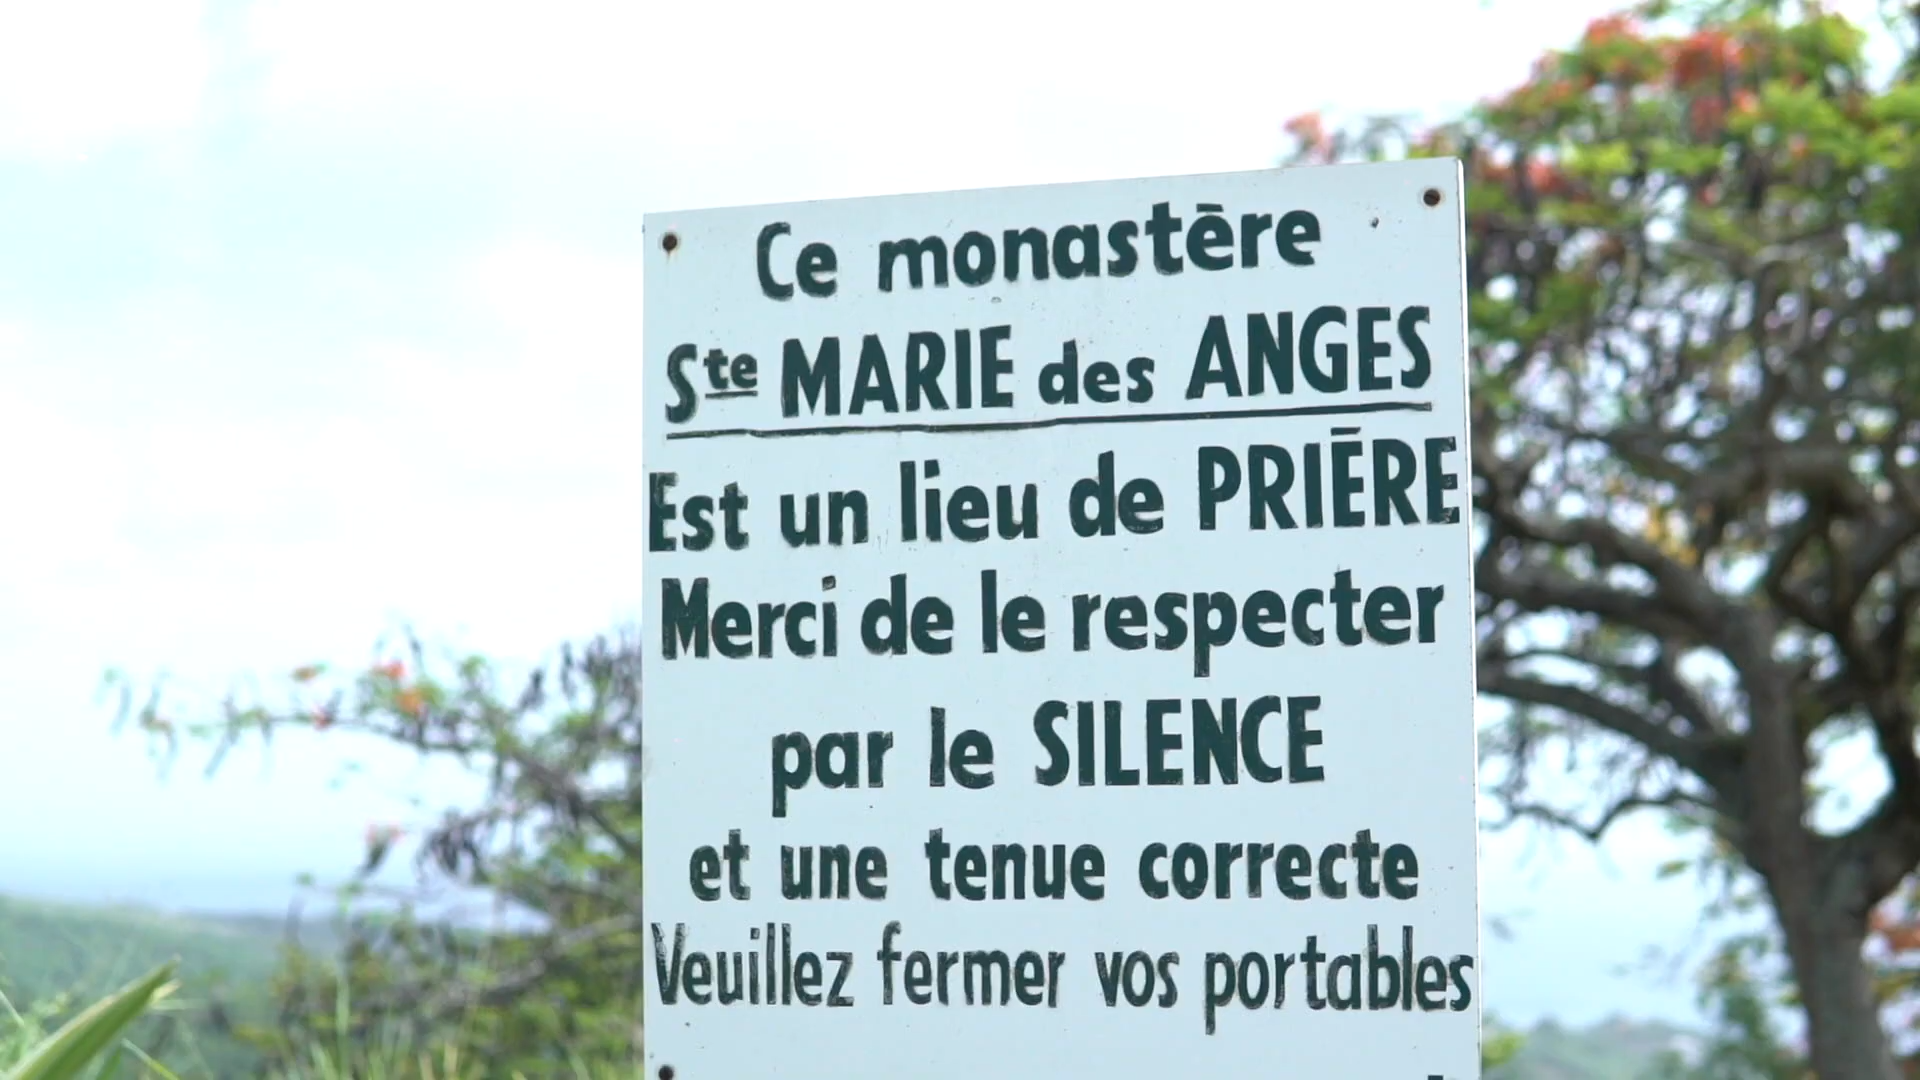 Ce monastère
Ste MARIE des ANGES
Est un lieu de PRIÈRE
Merci de le respecter
par le SILENCE
et une tenue correcte
Veuillez fermer vos portables